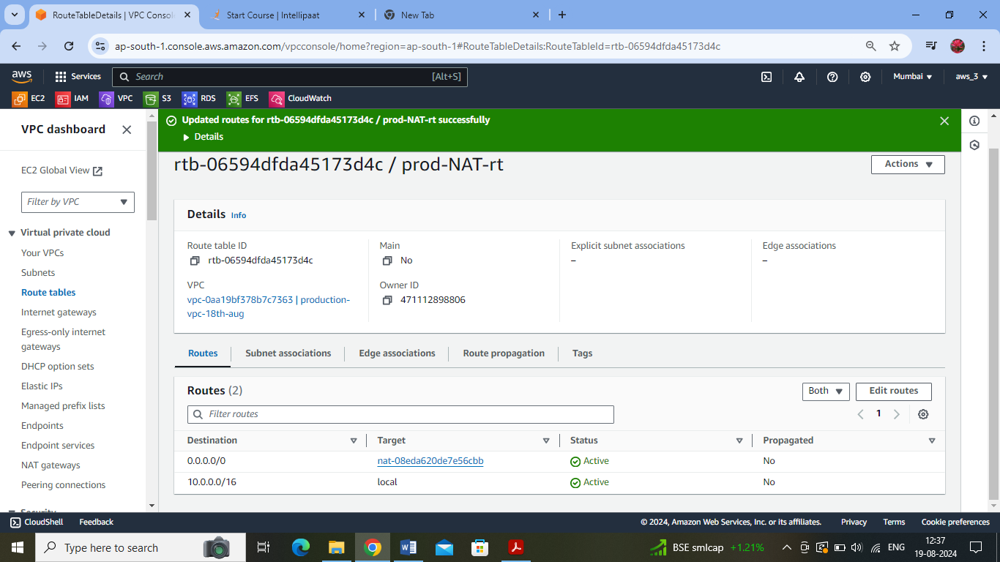 RouteTableDetails | VPC Consol
Start Course | Intellipaat
New Tab
ap-south-1.console.aws.amazon.com/vpcconsole/home?region=ap-south-1#RouteTableDetails:RouteTableId=rtb-06594dfda45173d4c
aws
Services
Search
[Alt+S]
Mumbai
aws_3
EC2
IAM
VPC
S3
RDS
EFS
CloudWatch
VPC dashboard
EC2 Global View
Filter by VPC
Virtual private cloud
Your VPCs
Subnets
Route tables
Internet gateways
Egress-only internet
gateways
DHCP option sets
Elastic IPs
Managed prefix lists
Endpoints
Endpoint services
NAT gateways
Peering connections
Security
Updated routes for rtb-06594dfda45173d4c / prod-NAT-rt successfully
Details
rtb-06594dfda45173d4c / prod-NAT-rt
Actions
Details Info
Route table ID
rtb-06594dfda45173d4c
Main
No
Explicit subnet associations
–
Edge associations
–
VPC
vpc-0aa19bf378b7c7363 | production-
vpc-18th-aug
Owner ID
471112898806
Routes
Subnet associations
Edge associations
Route propagation
Tags
Routes (2)
Both
Edit routes
Filter routes
1
Destination Target Status Propagated
0.0.0.0/0 nat-08eda620de7e56cbb Active No
10.0.0.0/16 local Active No
CloudShell
Feedback
© 2024, Amazon Web Services, Inc. or its affiliates.
Privacy
Terms
Cookie preferences
Type here to search
BSE smlcap +1.21%
ENG
12:37
19-08-2024